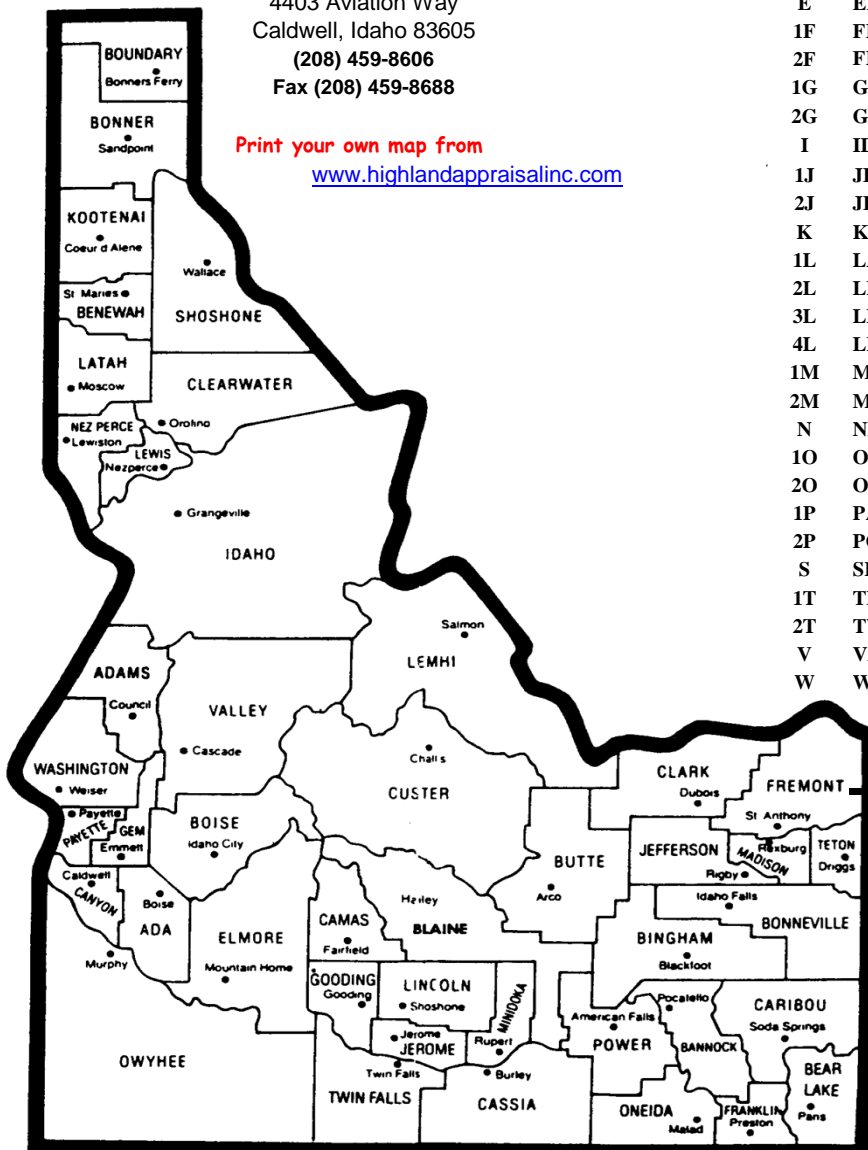 4403 Aviation Way
Caldwell, Idaho 83605
(208) 459-8606
Fax (208) 459-8688
Print your own map from
www.highlandappraisalinc.com
E
1F
2F
1G
2G
I
1J
2J
K
1L
2L
3L
4L
1M
2M
N
1O
2O
1P
2P
S
1T
2T
V
W
BOUNDARY
Bonners Ferry
BONNER
Sandpoint
KOOTENAI
Coeur d Alene
Wallace
SHOSHONE
St Maries
BENEWAH
LATAH
Moscow
CLEARWATER
Orofino
NEZ PERCE
Lewiston
LEWIS
Nezperce
Grangeville
IDAHO
Salmon
LEMHI
ADAMS
Council
VALLEY
Cascade
WASHINGTON
Weiser
Challis
CUSTER
CLARK
Dubois
FREMONT
St Anthony
Payette
PAYETTE
GEM
Emmett
BOISE
Idaho City
BUTTE
Arco
JEFFERSON
Rigby
MADISON
Rexburg
TETON
Driggs
Caldwell
CANYON
Boise
ADA
Murphy
ELMORE
Mountain Home
CAMAS
Fairfield
Hailey
BLAINE
Idaho Falls
BONNEVILLE
BINGHAM
Blackfoot
GOODING
Gooding
LINCOLN
Shoshone
MINIDOKA
Rupert
Jerome
JEROME
American Falls
POWER
Pocatello
BANNOCK
CARIBOU
Soda Springs
OWYHEE
Twin Falls
TWIN FALLS
Burley
CASSIA
ONEIDA
Malad
FRANKLIN
Preston
BEAR
LAKE
Paris